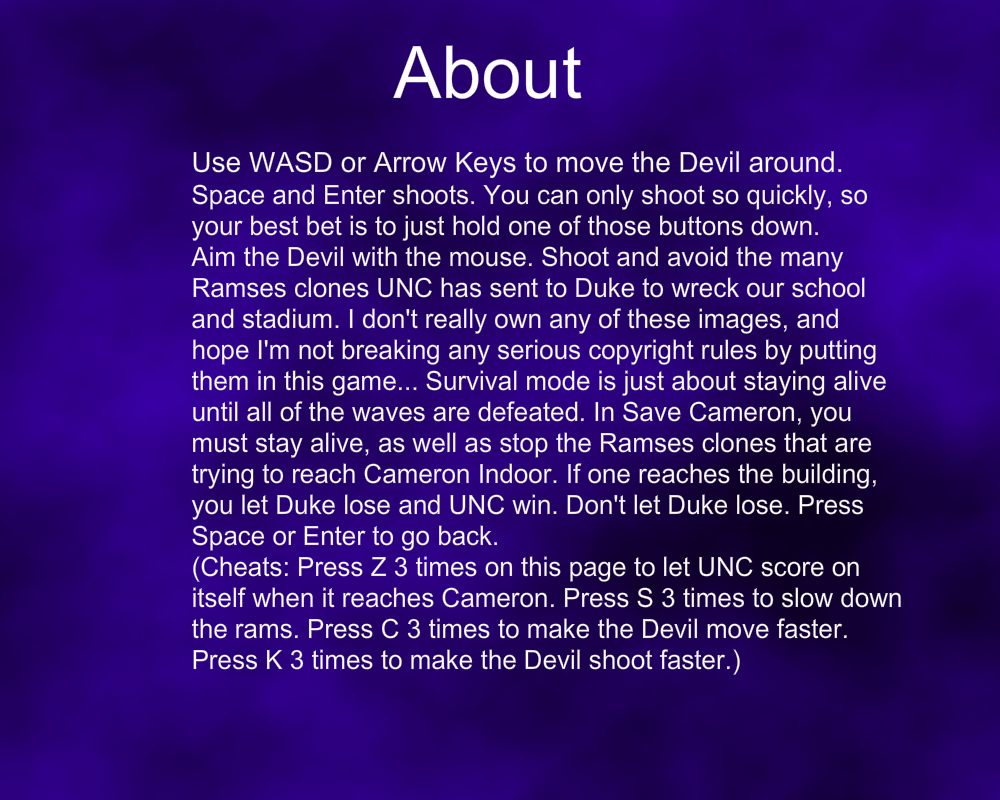 About
Use WASD or Arrow Keys to move the Devil around.
Space and Enter shoots. You can only shoot so quickly, so
your best bet is to just hold one of those buttons down.
Aim the Devil with the mouse. Shoot and avoid the many
Ramses clones UNC has sent to Duke to wreck our school
and stadium. I don't really own any of these images, and
hope I'm not breaking any serious copyright rules by putting
them in this game... Survival mode is just about staying alive
until all of the waves are defeated. In Save Cameron, you
must stay alive, as well as stop the Ramses clones that are
trying to reach Cameron Indoor. If one reaches the building,
you let Duke lose and UNC win. Don't let Duke lose. Press
Space or Enter to go back.
(Cheats: Press Z 3 times on this page to let UNC score on
itself when it reaches Cameron. Press S 3 times to slow down
the rams. Press C 3 times to make the Devil move faster.
Press K 3 times to make the Devil shoot faster.)